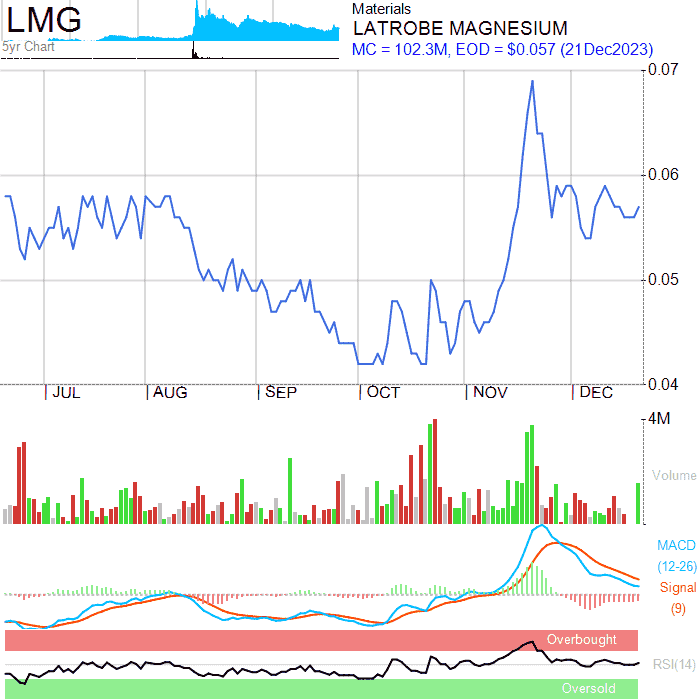 LMG
5yr Chart
Materials
LATROBE MAGNESIUM
MC = 102.3M, EOD = $0.057 (21Dec2023)
0.07
0.06
0.05
0.04
JUL AUG SEP OCT NOV DEC
4M
Volume
MACD
(12-26)
Signal
(9)
Overbought
RSI(14)
Oversold